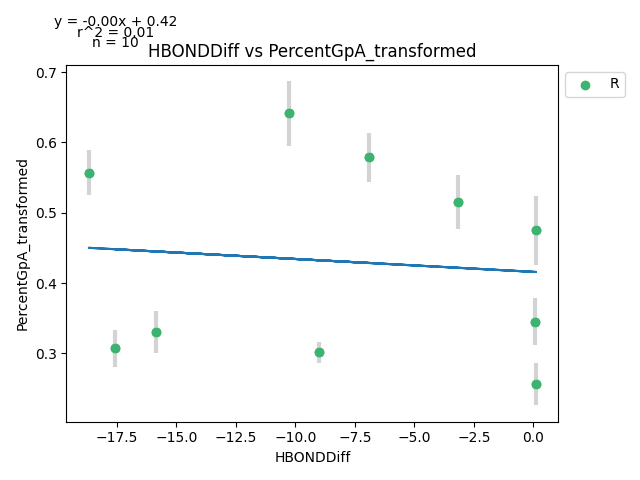 y = -0.00x + 0.42
r^2 = 0.01
n = 10
HBONDDiff vs PercentGpA_transformed
R
PercentGpA_transformed
0.7
0.6
0.5
0.4
0.3
−17.5 −15.0 −12.5 −10.0 −7.5 −5.0 −2.5 0.0
HBONDDiff